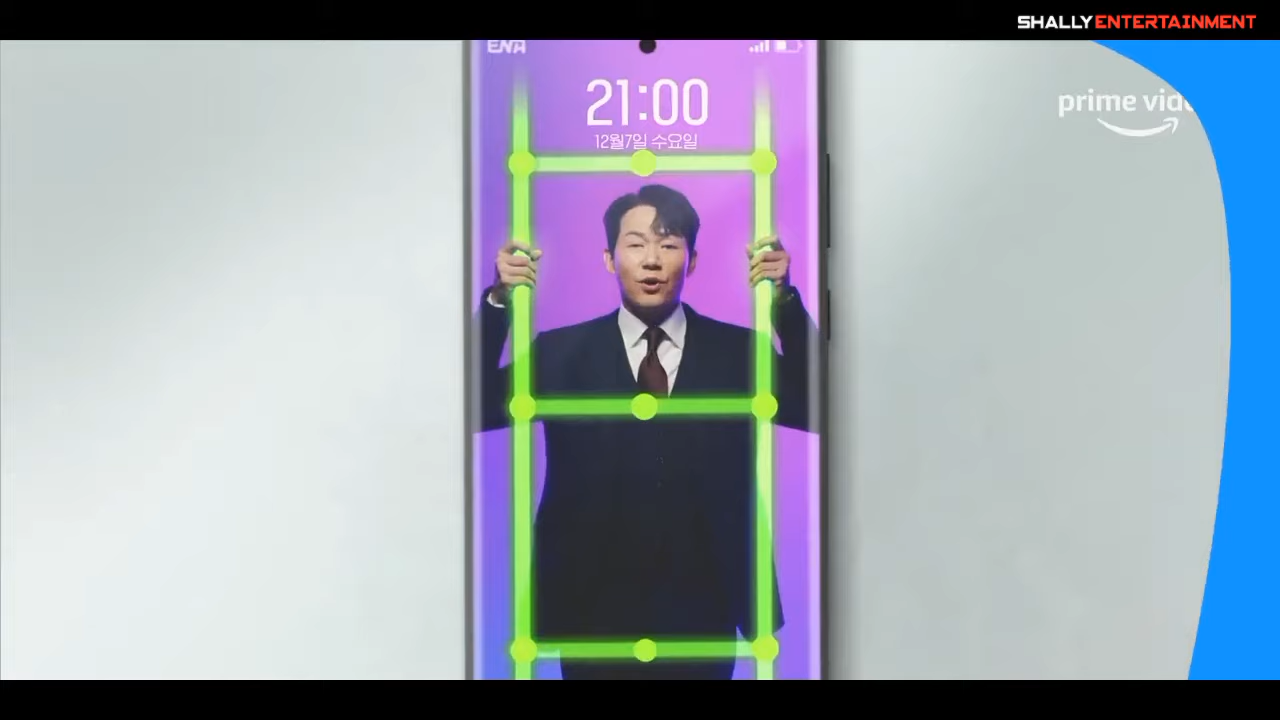 SHALLY ENTERTAINMENT
ENA
21:00
12월7일 수요일
prime vide